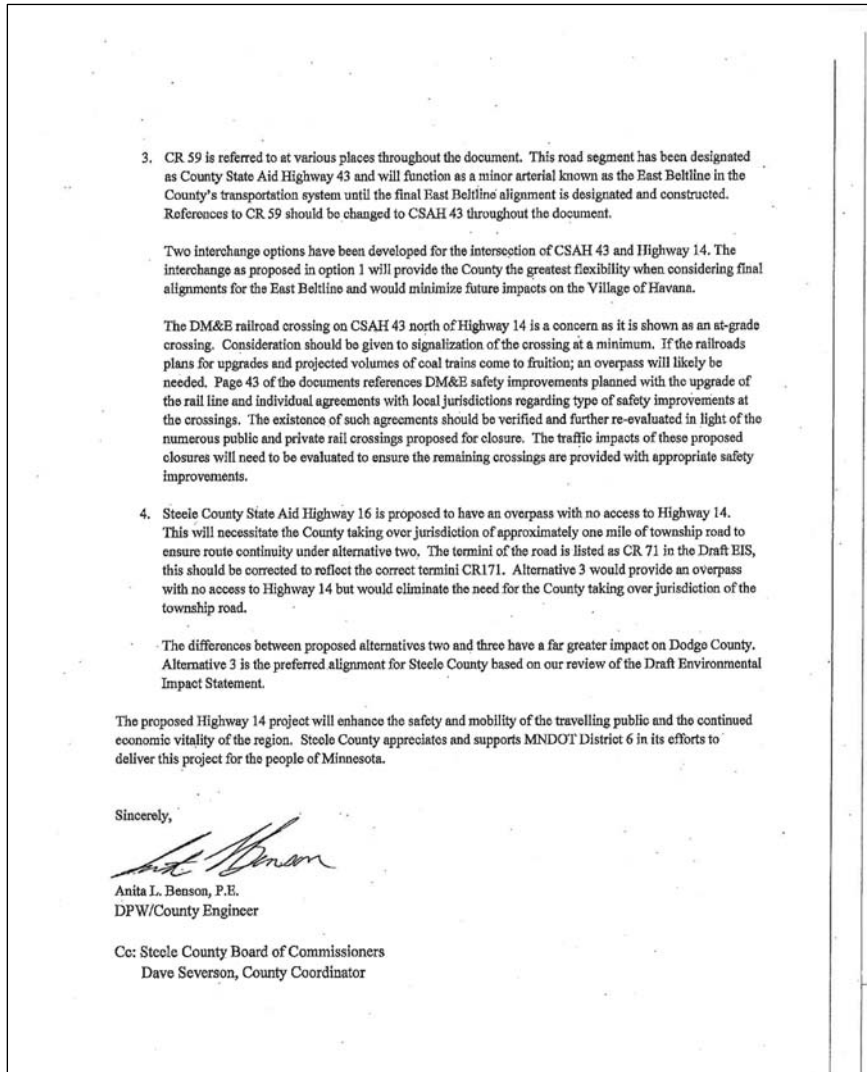 3. CR 59 is referred to at various places throughout the document. This road segment has been designated
as County State Aid Highway 43 and will function as a minor arterial known as the East Beltline in the
County's transportation system until the final East Beltline alignment is designated and constructed.
References to CR 59 should be changed to CSAH 43 throughout the document.
Two interchange options have been developed for the intersection of CSAH 43 and Highway 14. The
interchange as proposed in option 1 will provide the County the greatest flexibility when considering final
alignments for the East Beltline and would minimize future impacts on the Village of Havana.
The DM&E railroad crossing on CSAH 43 north of Highway 14 is a concern as it is shown as an at-grade
crossing. Consideration should be given to signalization of the crossing at a minimum. If the railroads
plans for upgrades and projected volumes of coal trains come to fruition; an overpass will likely be
needed. Page 43 of the documents references DM&E safety improvements planned with the upgrade of
the rail line and individual agreements with local jurisdictions regarding type of safety improvements at
the crossings. The existence of such agreements should be verified and further re-evaluated in light of the
numerous public and private rail crossings proposed for closure. The traffic impacts of these proposed
closures will need to be evaluated to ensure the remaining crossings are provided with appropriate safety
improvements.
4. Steele County State Aid Highway 16 is proposed to have an overpass with no access to Highway 14.
This will necessitate the County taking over jurisdiction of approximately one mile of township road to
ensure route continuity under alternative two. The termini of the road is listed as CR 71 in the Draft EIS,
this should be corrected to reflect the correct termini CR171. Alternative 3 would provide an overpass
with no access to Highway 14 but would eliminate the need for the County taking over jurisdiction of the
township road.
The differences between proposed alternatives two and three have a far greater impact on Dodge County.
Alternative 3 is the preferred alignment for Steele County based on our review of the Draft Environmental
Impact Statement.
The proposed Highway 14 project will enhance the safety and mobility of the travelling public and the continued
economic vitality of the region. Steele County appreciates and supports MNDOT District 6 in its efforts to
deliver this project for the people of Minnesota.
Sincerely,
Benson
Anita L. Benson, P.E.
DPW/County Engineer
Cc: Steele County Board of Commissioners
Dave Severson, County Coordinator